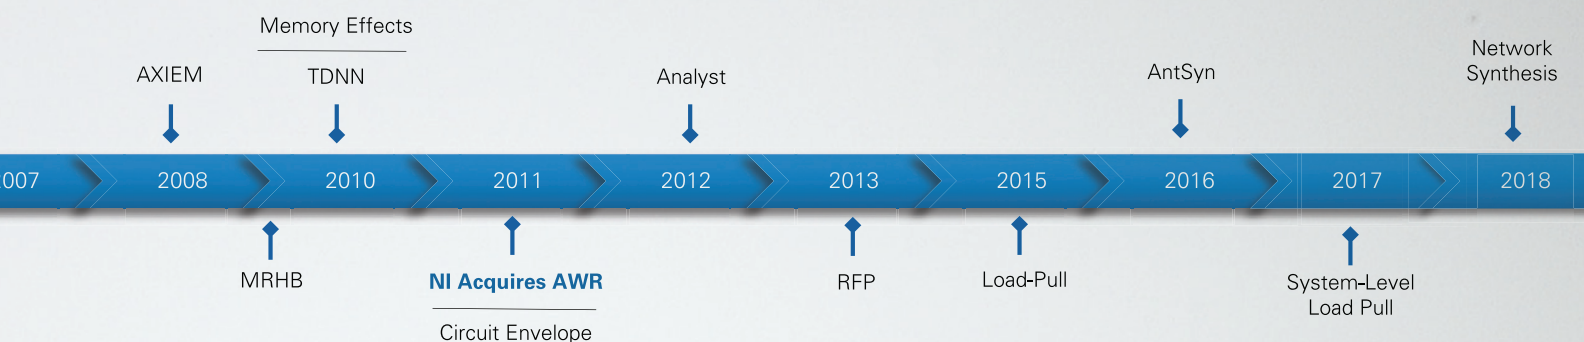 Memory Effects
AXIEM
TDNN
Analyst
AntSyn
Network
Synthesis
007
2008
2010
2011
2012
2013
2015
2016
2017
2018
MRHB
NI Acquires AWR
Circuit Envelope
RFP
Load-Pull
System-Level
Load Pull